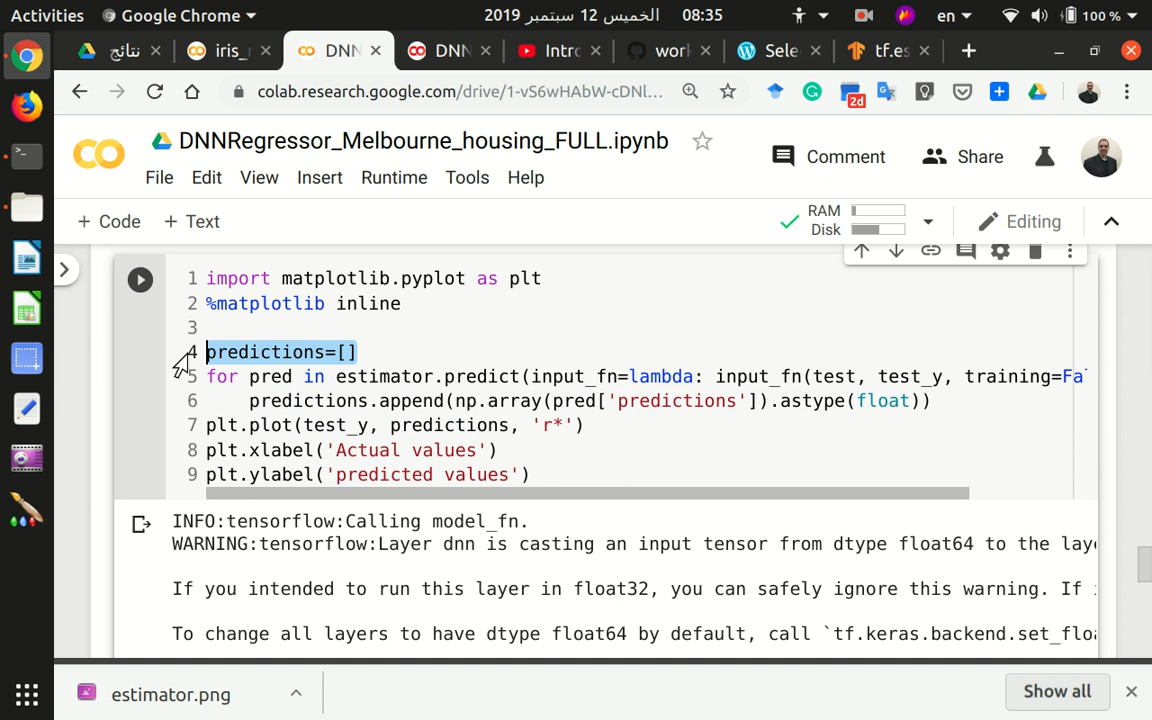 Activities Google Chrome 2019 الخميس 12 سبتمبر 08:35 en 100 %
نتائج iris_ DNN DNN Intro wor Sele tf.es
colab.research.google.com/drive/1-vS6wHAbW-cDNl... 2d
DNNRegressor_Melbourne_housing_FULL.ipynb Comment Share
File Edit View Insert Runtime Tools Help
+ Code + Text RAM Disk Editing
1 import matplotlib.pyplot as plt
2 %matplotlib inline
3
4 predictions=[]
5 for pred in estimator.predict(input_fn=lambda: input_fn(test, test_y, training=Fa
6 predictions.append(np.array(pred['predictions']).astype(float))
7 plt.plot(test_y, predictions, 'r*')
8 plt.xlabel('Actual values')
9 plt.ylabel('predicted values')
INFO:tensorflow:Calling model_fn.
WARNING:tensorflow:Layer dnn is casting an input tensor from dtype float64 to the laye
If you intended to run this layer in float32, you can safely ignore this warning. If
To change all layers to have dtype float64 by default, call `tf.keras.backend.set_floa
estimator.png Show all